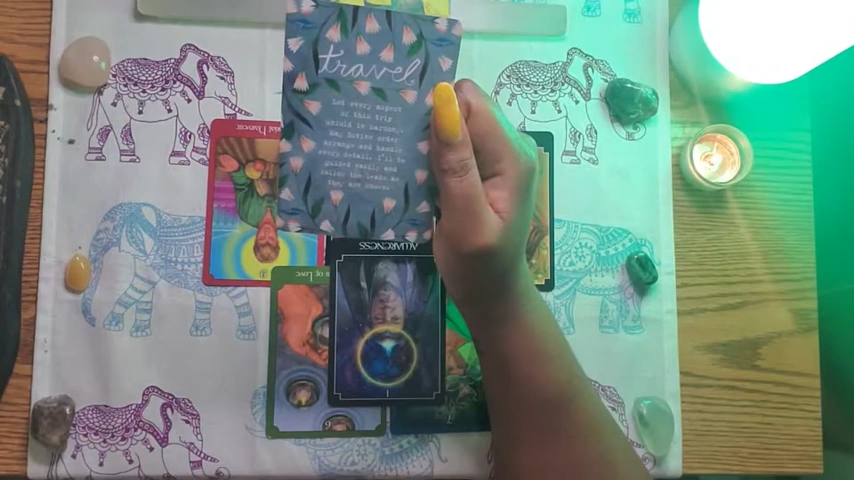 travel
Let every aspect
of this trip
unfold in harmony.
May Divine order
arrange and handle
every detail. I'll be
guided easily and
follow the leads as
they are shown.
AWARENESS
of Love